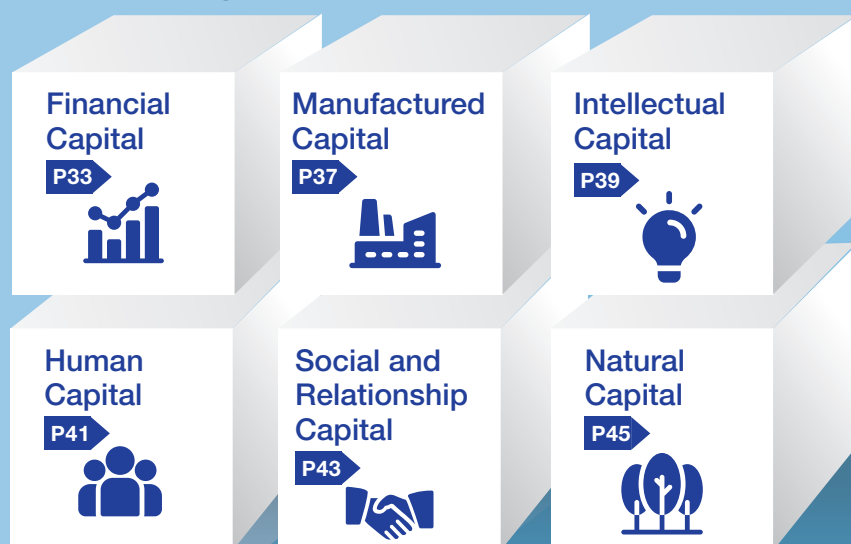 Financial
Capital
P33
Manufactured
Capital
P37
Intellectual
Capital
P39
Human
Capital
P41
Social and
Relationship
Capital
P43
Natural
Capital
P45